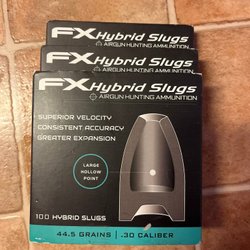 FX Hybrid Slugs
AIRGUN HUNTING AMMUNITION
FX Hybrid Slugs
AIRGUN HUNTING AMMUNITION
FX Hybrid Slugs
AIRGUN HUNTING AMMUNITION
SUPERIOR VELOCITY
CONSISTENT ACCURACY
GREATER EXPANSION
LARGE
HOLLOW
POINT
100 HYBRID SLUGS
44.5 GRAINS | .30 CALIBER